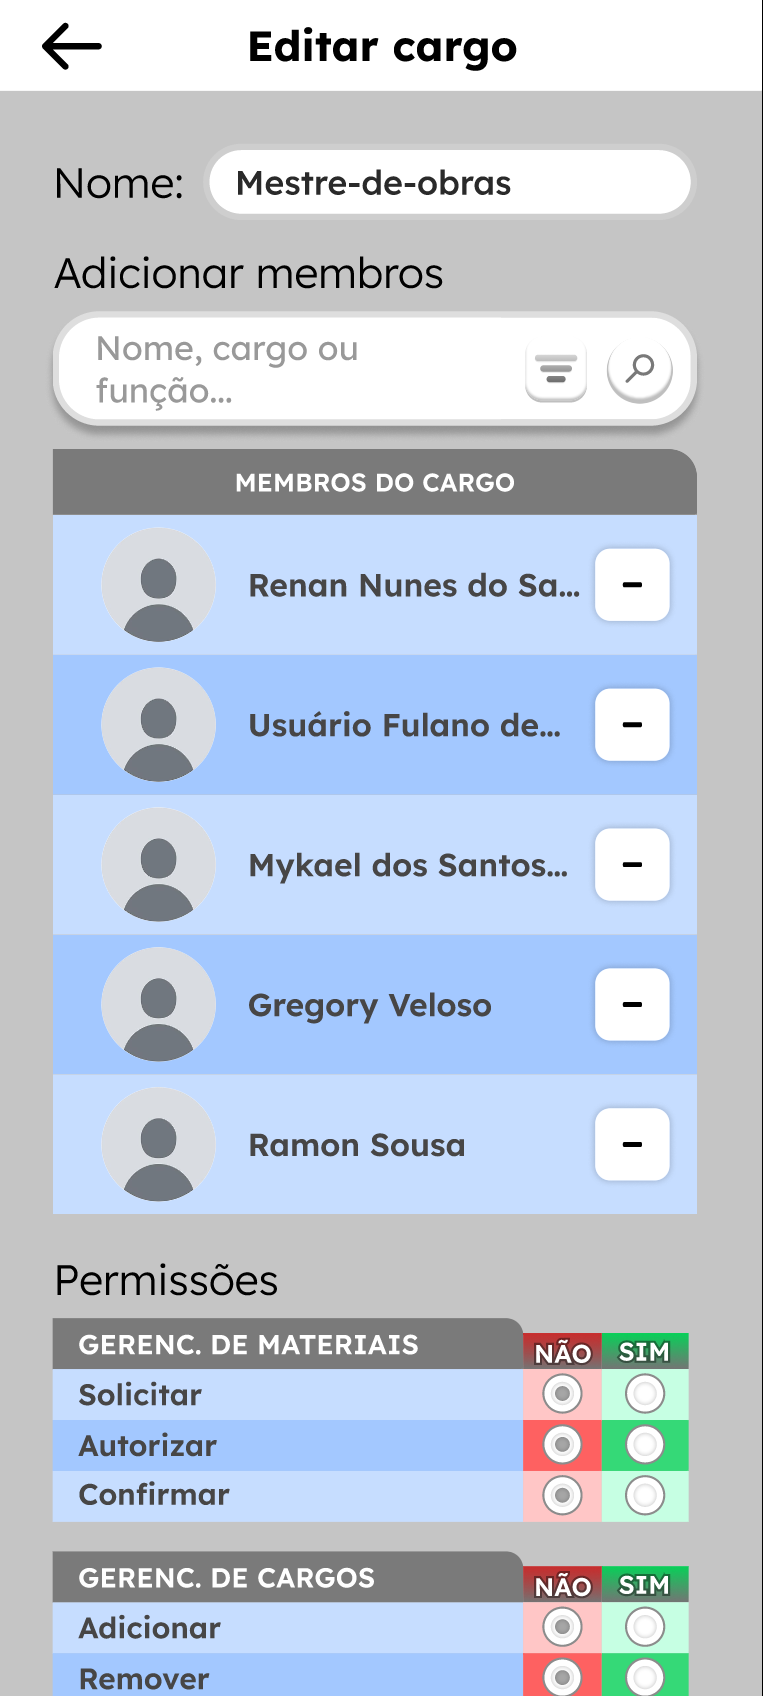 Editar cargo
Nome:
Mestre-de-obras
Adicionar membros
Nome, cargo ou
função...
MEMBROS DO CARGO
Renan Nunes do Sa...
Usuário Fulano de...
Mykael dos Santos...
Gregory Veloso
Ramon Sousa
Permissões
GERENC. DE MATERIAIS NÃO SIM
Solicitar
Autorizar
Confirmar
GERENC. DE CARGOS NÃO SIM
Adicionar
Remover